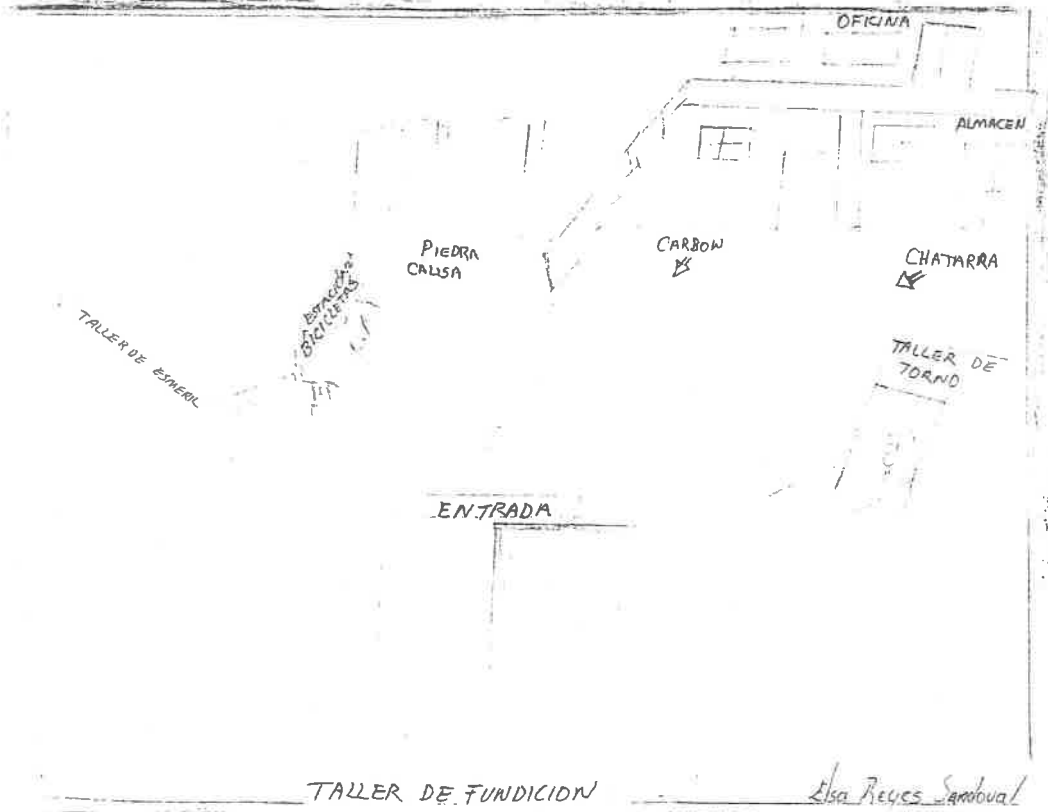 OFICINA
ALMACEN
PIEDRA
CALISA
CARBOW
CHATARRA
ESTACION
BICICLETAS
TALLER DE ESMERIL
TALLER DE
TORNO
ENTRADA
TALLER DE FUNDICION
Elsa Reyes Sandoval